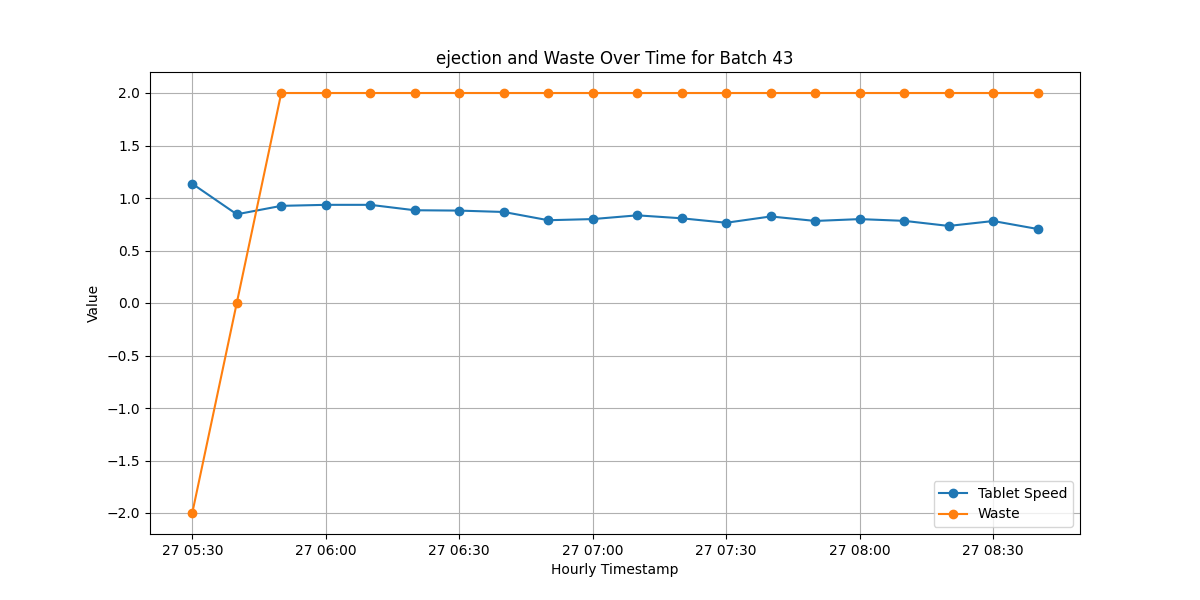 ejection and Waste Over Time for Batch 43
Value
2.0
1.5
1.0
0.5
0.0
−0.5
−1.0
−1.5
−2.0
Tablet Speed
Waste
27 05:30 27 06:00 27 06:30 27 07:00 27 07:30 27 08:00 27 08:30
Hourly Timestamp